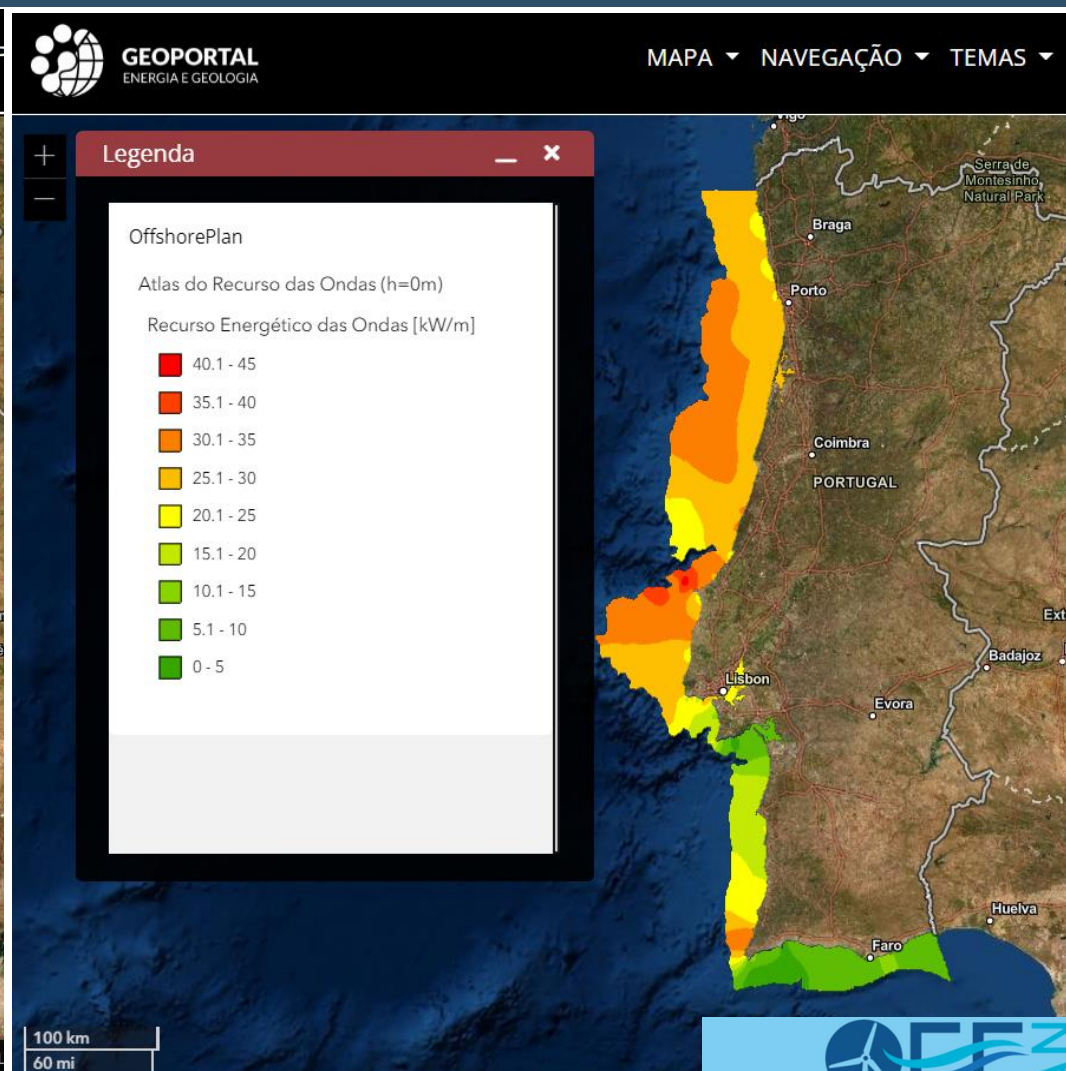 GEOPORTAL
ENERGIA E GEOLOGIA
MAPA
NAVEGAÇÃO
TEMAS
Legenda
OffshorePlan
Atlas do Recurso das Ondas (h=0m)
Recurso Energético das Ondas [kW/m]
40.1 - 45
35.1 - 40
30.1 - 35
25.1 - 30
20.1 - 25
15.1 - 20
10.1 - 15
5.1 - 10
0 - 5
Vigo
Serra de
Montesinho
Natural Park
Braga
Porto
Coimbra
PORTUGAL
Ext
Badajoz
Lisbon
Evora
Huelva
Faro
100 km
60 mi